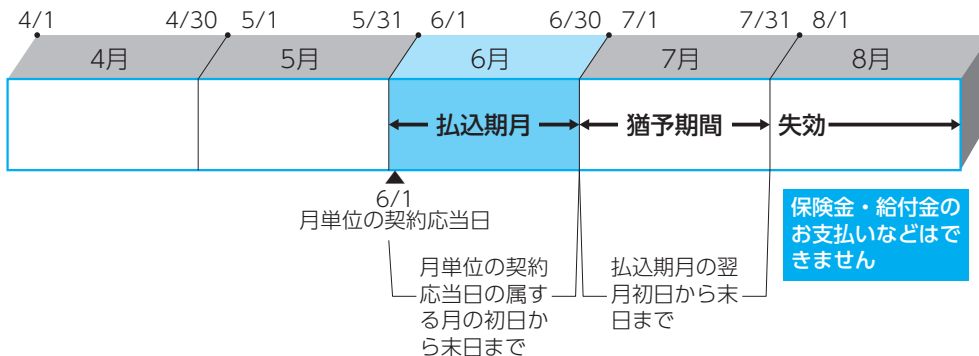 4/1 4/30 5/1 5/31 6/1 6/30 7/1 7/31 8/1
4月 5月 6月 7月 8月
払込期月 猶予期間 失効
6/1
月単位の契約応当日
保険金・給付金の
お支払いなどはで
きません
月単位の契約
応当日の属す
る月の初日か
ら末日まで
払込期月の翌
月初日から末
日まで